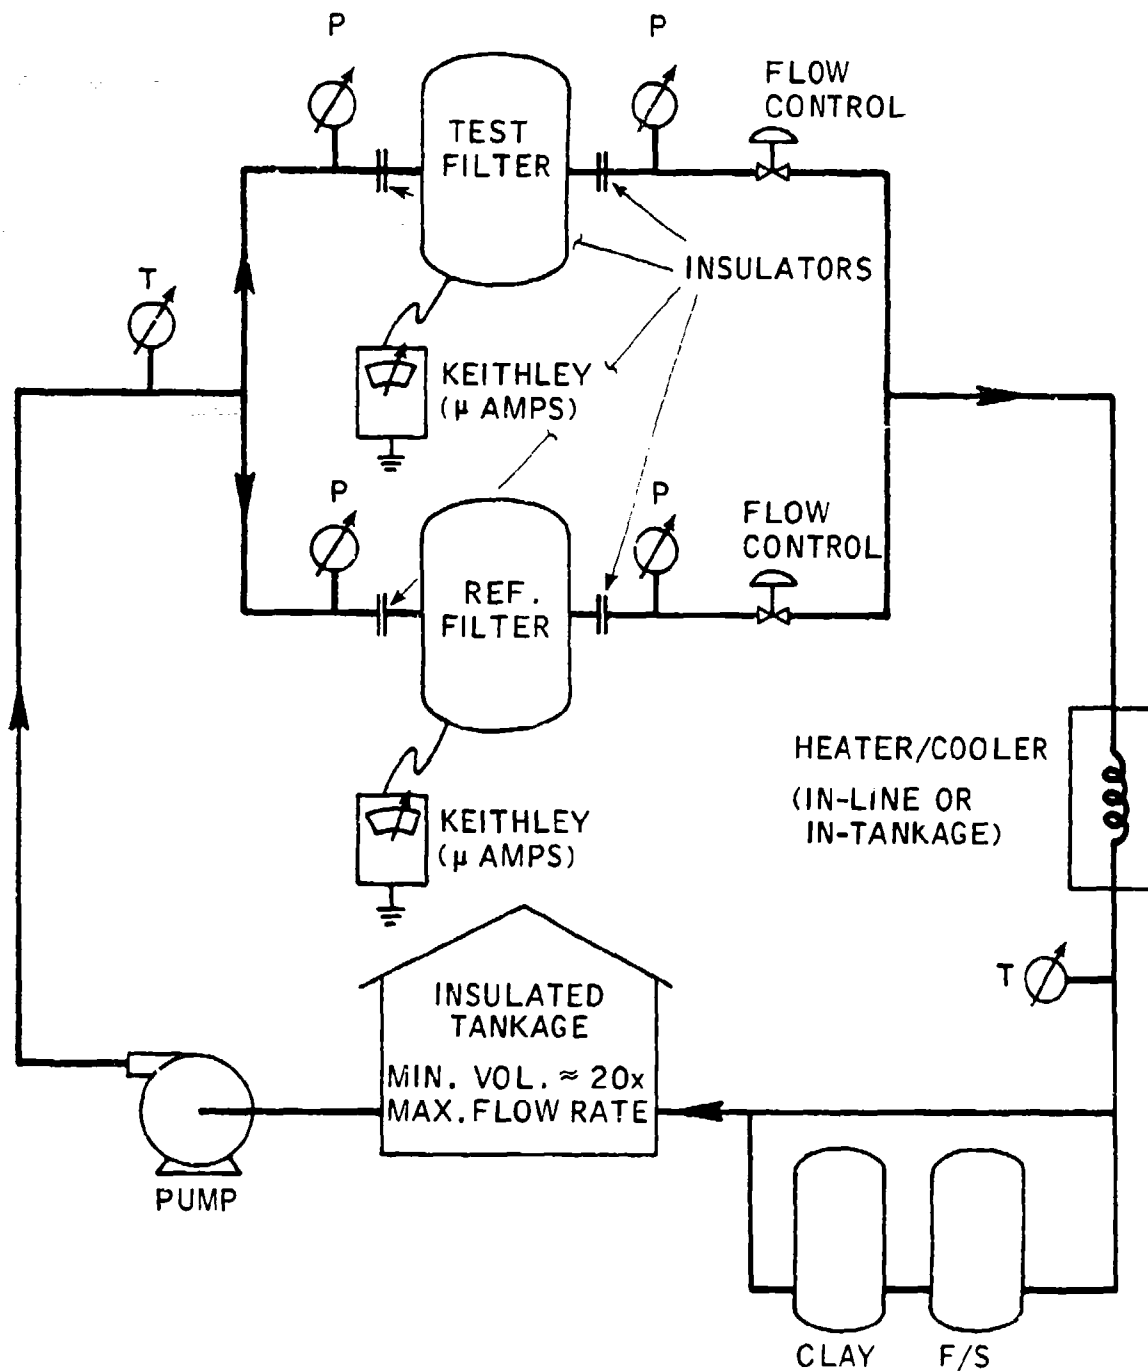 P
P
FLOW
CONTROL
TEST
FILTER
INSULATORS
T
KEITHLEY
(μ AMPS)
P
P
FLOW
CONTROL
REF.
FILTER
HEATER/COOLER
(IN-LINE OR
IN-TANKAGE)
KEITHLEY
(μ AMPS)
T
INSULATED
TANKAGE
MIN. VOL. ≈ 20x
MAX. FLOW RATE
PUMP
CLAY
F/S